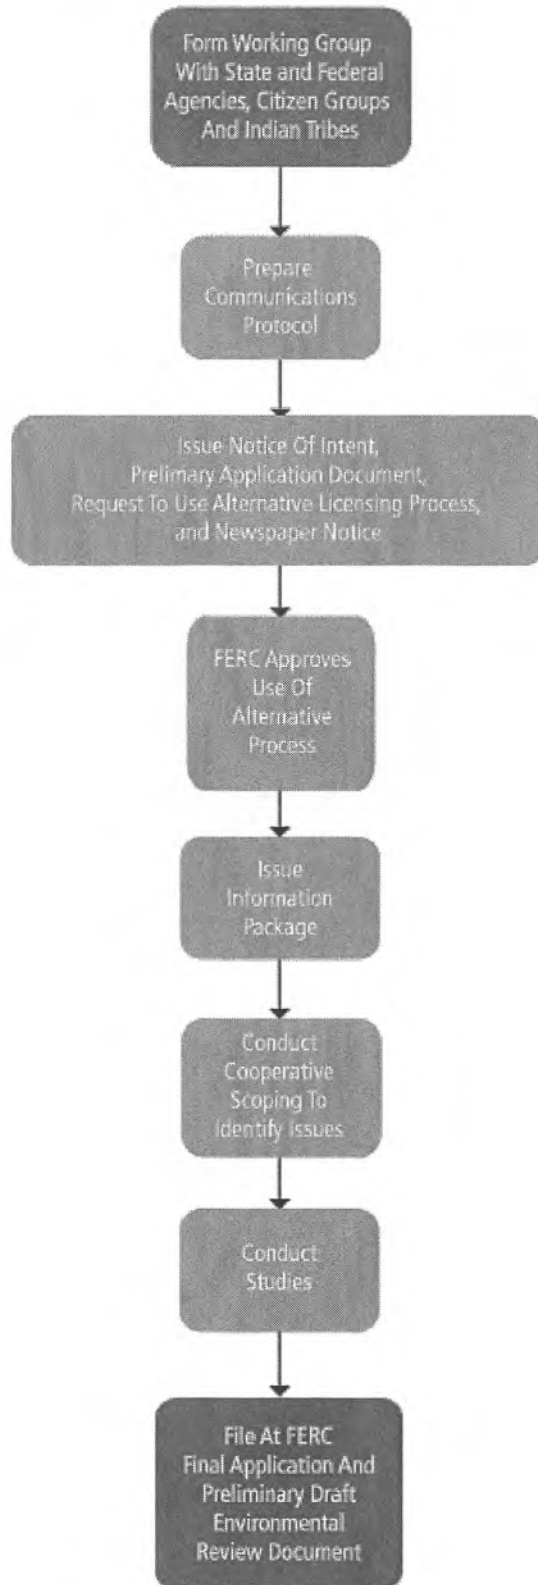 Form Working Group
With State and Federal
Agencies, Citizen Groups
And Indian Tribes
Prepare
Communications
Protocol
Issue Notice Of Intent,
Prelimary Application Document,
Request To Use Alternative Licensing Process,
and Newspaper Notice
FERC Approves
Use Of
Alternative
Process
Issue
Information
Package
Conduct
Cooperative
Scoping To
Identify Issues
Conduct
Studies
File At FERC
Final Application And
Preliminary Draft
Environmental
Review Document